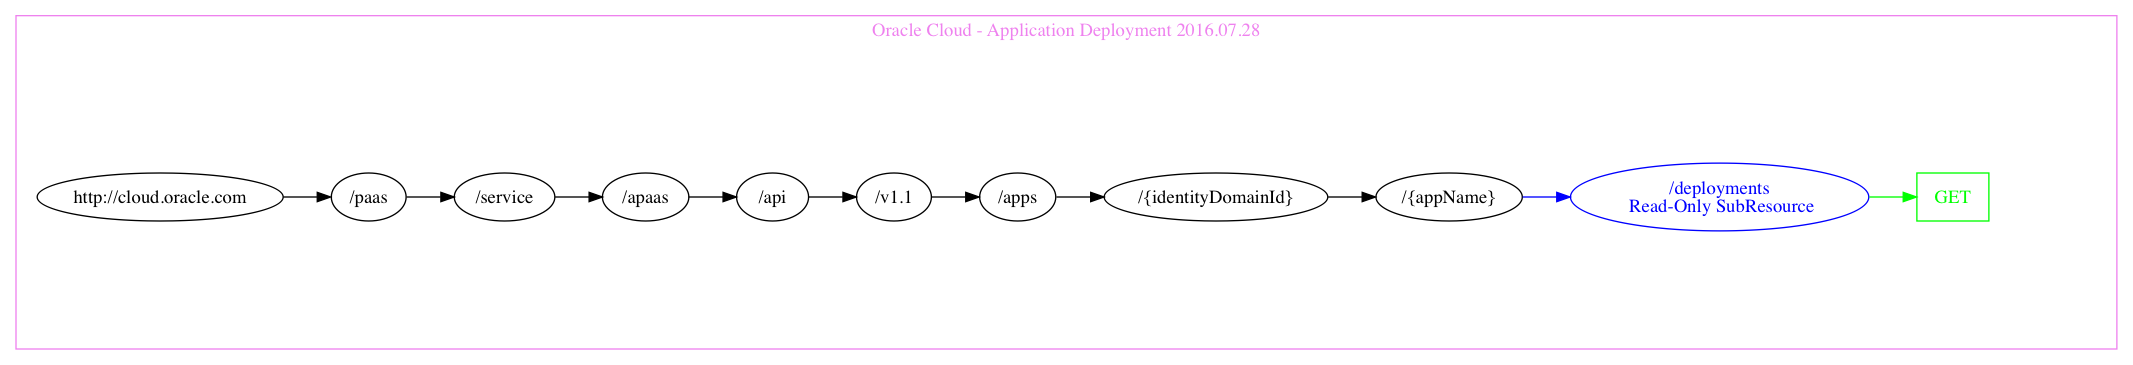 Oracle Cloud - Application Deployment 2016.07.28
http://cloud.oracle.com
/paas
/service
/apaas
/api
/v1.1
/apps
/{identityDomainId}
/{appName}
/deployments
Read-Only SubResource
GET